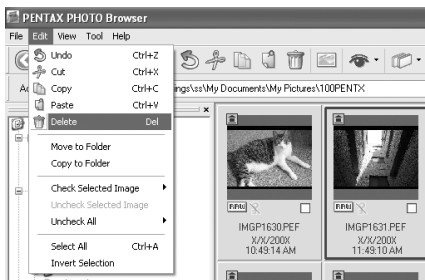 PENTAX PHOTO Browser
File Edit View Tool Help
Undo Ctrl+Z
Cut Ctrl+X
Copy Ctrl+C
Paste Ctrl+V
Delete Del
Move to Folder
Copy to Folder
Check Selected Image
Uncheck Selected Image
Uncheck All
Select All Ctrl+A
Invert Selection
ngs\ss\My Documents\My Pictures\100PENTX
RAW
IMGP1630.PEF
X/X/200X
10:49:14 AM
RAW
IMGP1631.PEF
X/X/200X
11:49:10 AM